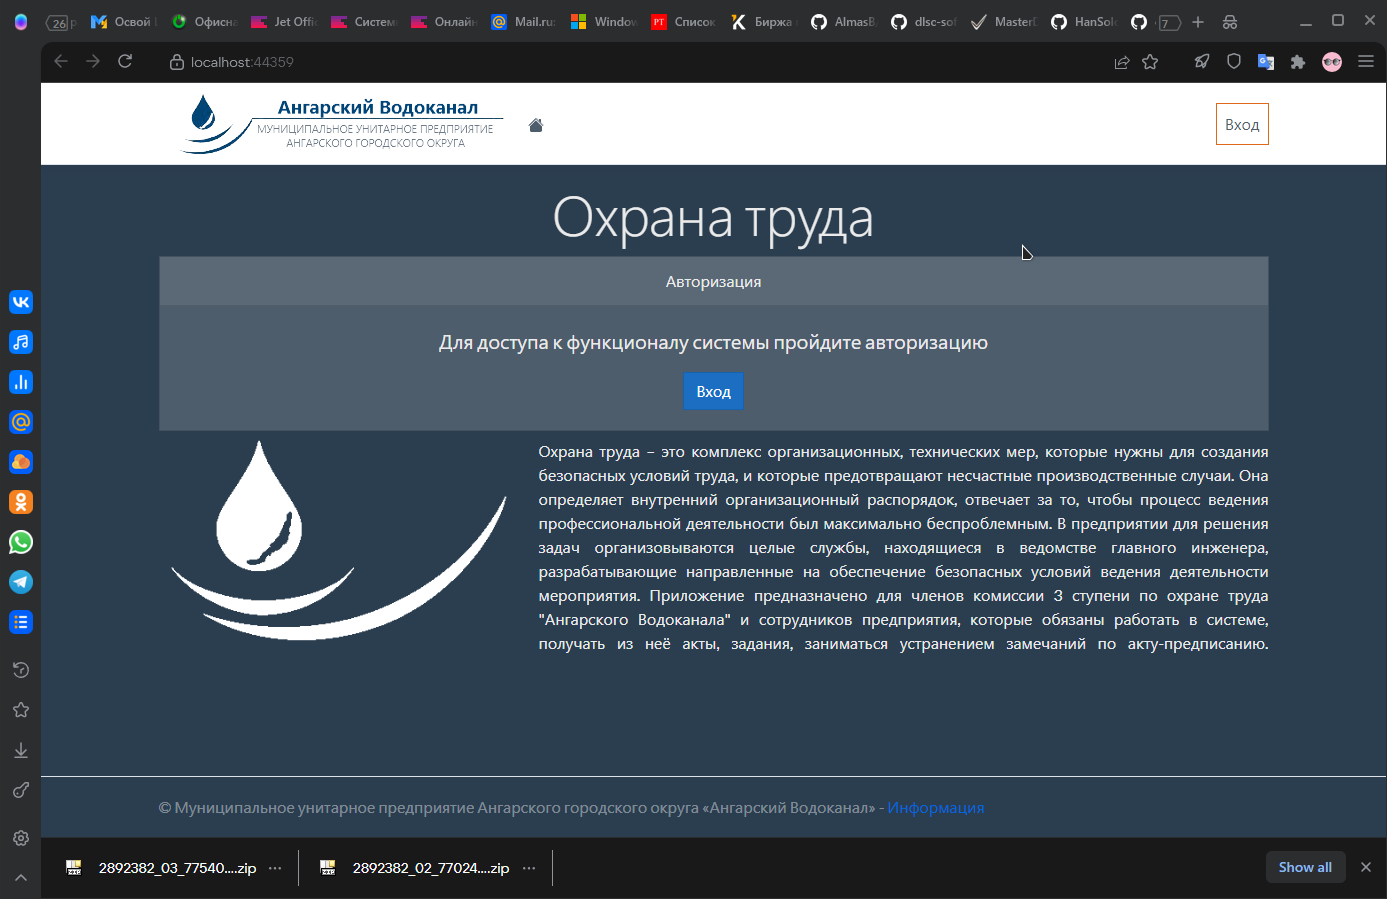 26
Освой
Офисна
Jet Offi
Систем
Онлайн
Mail.ru:
Window
РТ Список
Биржа
AlmasB
dlsc-sof
MasterD
HanSolo
7
localhost:44359
Ангарский Водоканал
МУНИЦИПАЛЬНОЕ УНИТАРНОЕ ПРЕДПРИЯТИЕ
АНГАРСКОГО ГОРОДСКОГО ОКРУГА
Вход
Охрана труда
Авторизация
Для доступа к функционалу системы пройдите авторизацию
Вход
Охрана труда – это комплекс организационных, технических мер, которые нужны для создания
безопасных условий труда, и которые предотвращают несчастные производственные случаи. Она
определяет внутренний организационный распорядок, отвечает за то, чтобы процесс ведения
профессиональной деятельности был максимально беспроблемным. В предприятии для решения
задач организовываются целые службы, находящиеся в ведомстве главного инженера,
разрабатывающие направленные на обеспечение безопасных условий ведения деятельности
мероприятия. Приложение предназначено для членов комиссии 3 ступени по охране труда
"Ангарского Водоканала" и сотрудников предприятия, которые обязаны работать в системе,
получать из неё акты, задания, заниматься устранением замечаний по акту-предписанию.
© Муниципальное унитарное предприятие Ангарского городского округа «Ангарский Водоканал» - Информация
2892382_03_77540....zip
2892382_02_77024....zip
Show all